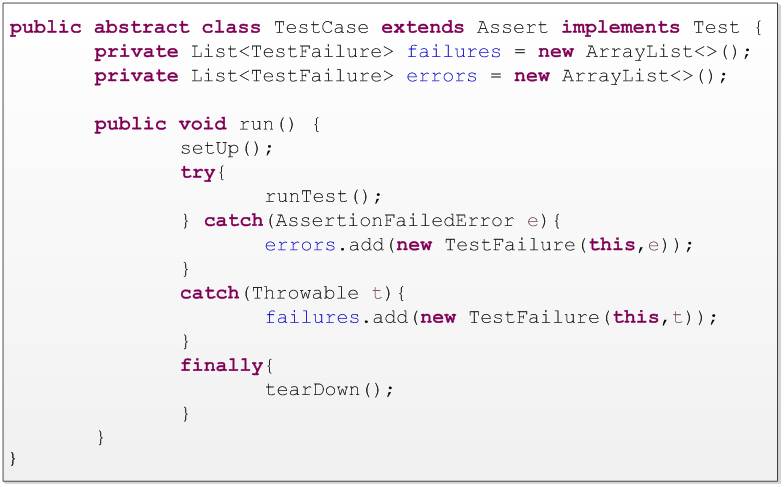 public abstract class TestCase extends Assert implements Test {
private List<TestFailure> failures = new ArrayList<>();
private List<TestFailure> errors = new ArrayList<>();
public void run() {
setUp();
try{
runTest();
} catch(AssertionFailedError e){
errors.add(new TestFailure(this,e));
}
catch(Throwable t){
failures.add(new TestFailure(this,t));
}
finally{
tearDown();
}
}
}